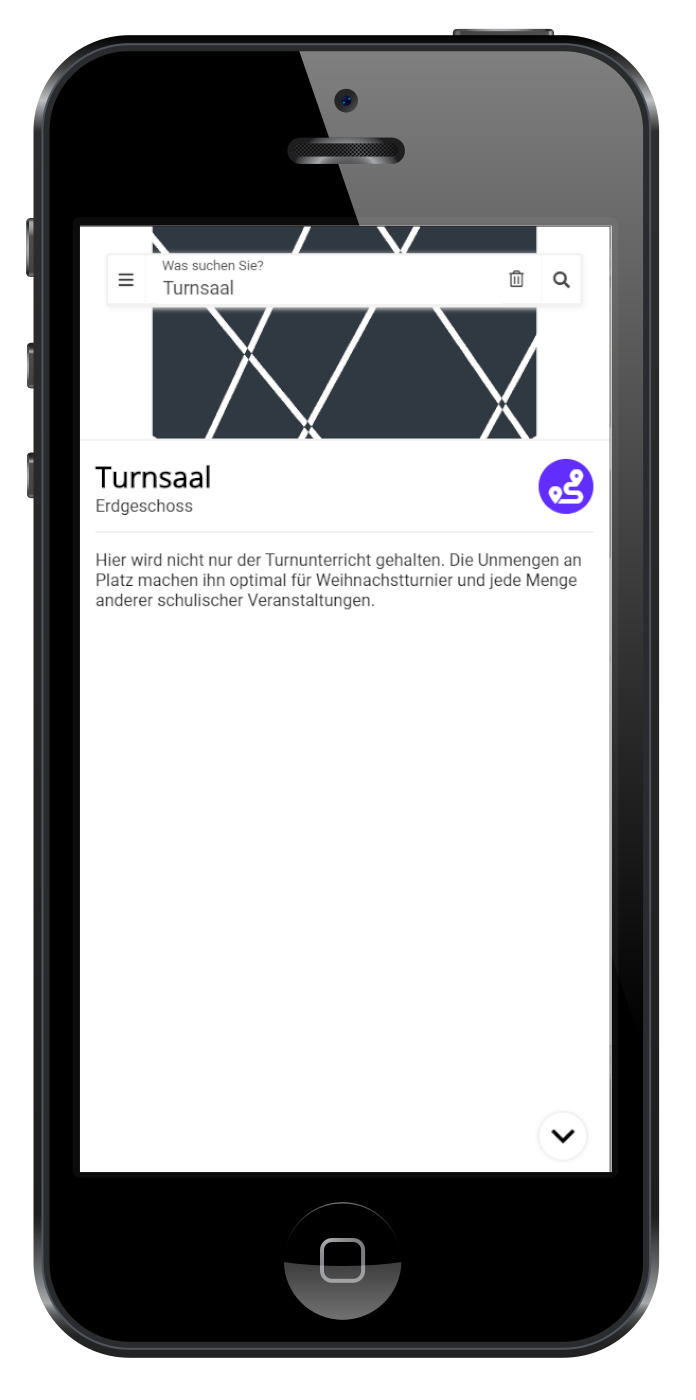 Was suchen Sie?
Turnsaal
Turnsaal
Erdgeschoss
Hier wird nicht nur der Turnunterricht gehalten. Die Unmengen an
Platz machen ihn optimal für Weihnachstturnier und jede Menge
anderer schulischer Veranstaltungen.